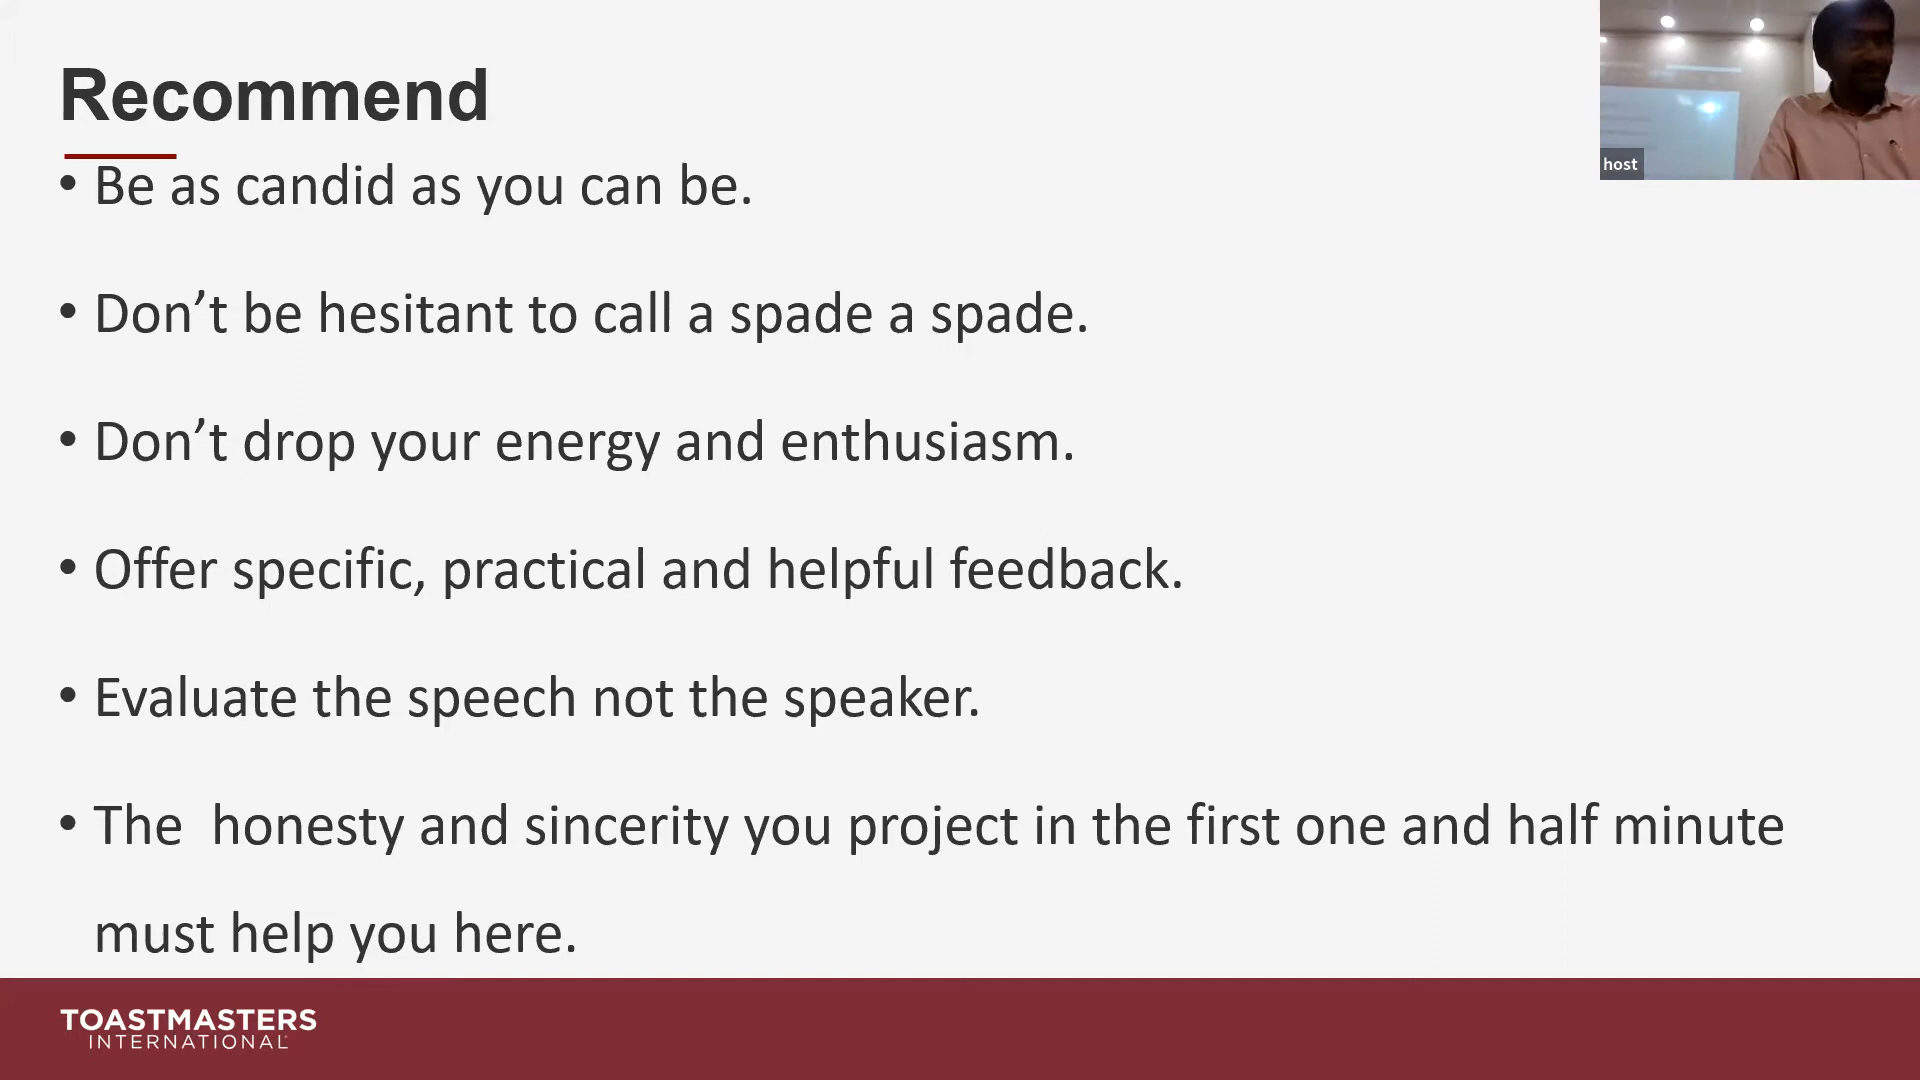 Recommend
• Be as candid as you can be.
• Don’t be hesitant to call a spade a spade.
• Don’t drop your energy and enthusiasm.
• Offer specific, practical and helpful feedback.
• Evaluate the speech not the speaker.
• The  honesty and sincerity you project in the first one and half minute
must help you here.
host
TOASTMASTERS
INTERNATIONAL